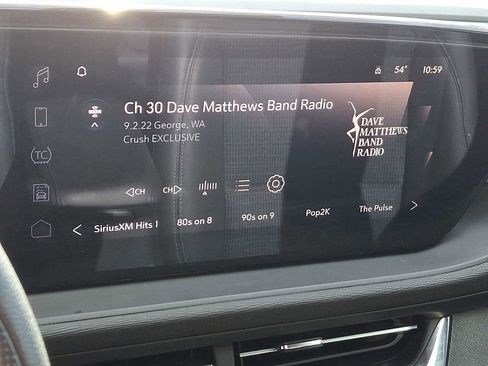 54°
10:59
Ch 30 Dave Matthews Band Radio
9.2.22 George, WA
Crush EXCLUSIVE
DAVE
MATTHEWS
BAND
RADIO
TC
CH
CH
SiriusXM Hits 1
80s on 8
90s on 9
Pop2K
The Pulse